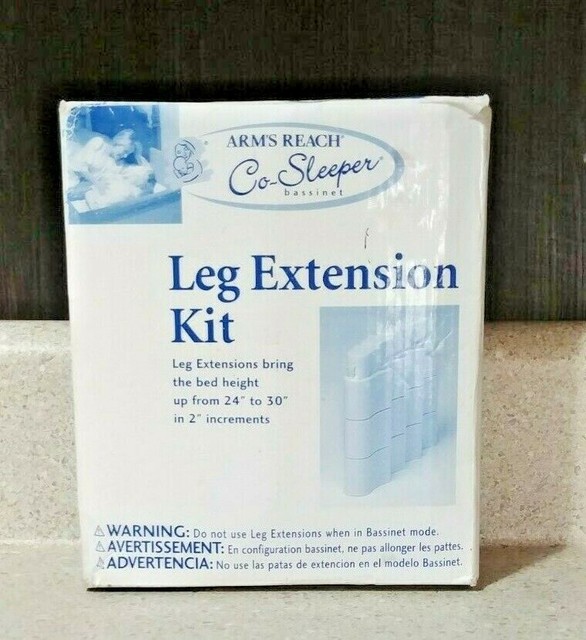 ARM'S REACH®
Co-Sleeper®
bassinet
Leg Extension
Kit
Leg Extensions bring
the bed height
up from 24" to 30"
in 2" increments
⚠WARNING: Do not use Leg Extensions when in Bassinet mode.
⚠AVERTISSEMENT: En configuration bassinet, ne pas allonger les pattes.
⚠ADVERTENCIA: No use las patas de extencion en el modelo Bassinet.